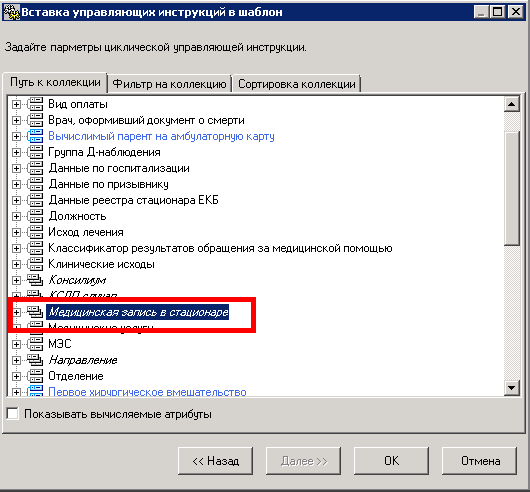 Вставка управляющих инструкций в шаблон
Задайте парметры циклической управляющей инструкции.
Путь к коллекции Фильтр на коллекцию Сортировка коллекции
Вид оплаты
Врач, оформивший документ о смерти
Вычислимый парент на амбулаторную карту
Группа Д-наблюдения
Данные по госпитализации
Данные по призывнику
Данные реестра стационара ЕКБ
Должность
Исход лечения
Классификатор результатов обращения за медицинской помощью
Клинические исходы
Консилиум
КСЛП случая
Медицинская запись в стационаре
Медицинские услуги
МЭС
Направление
Отделение
Первое хирургическое вмешательство
Показывать вычисляемые атрибуты
<< Назад Далее >> OK Отмена